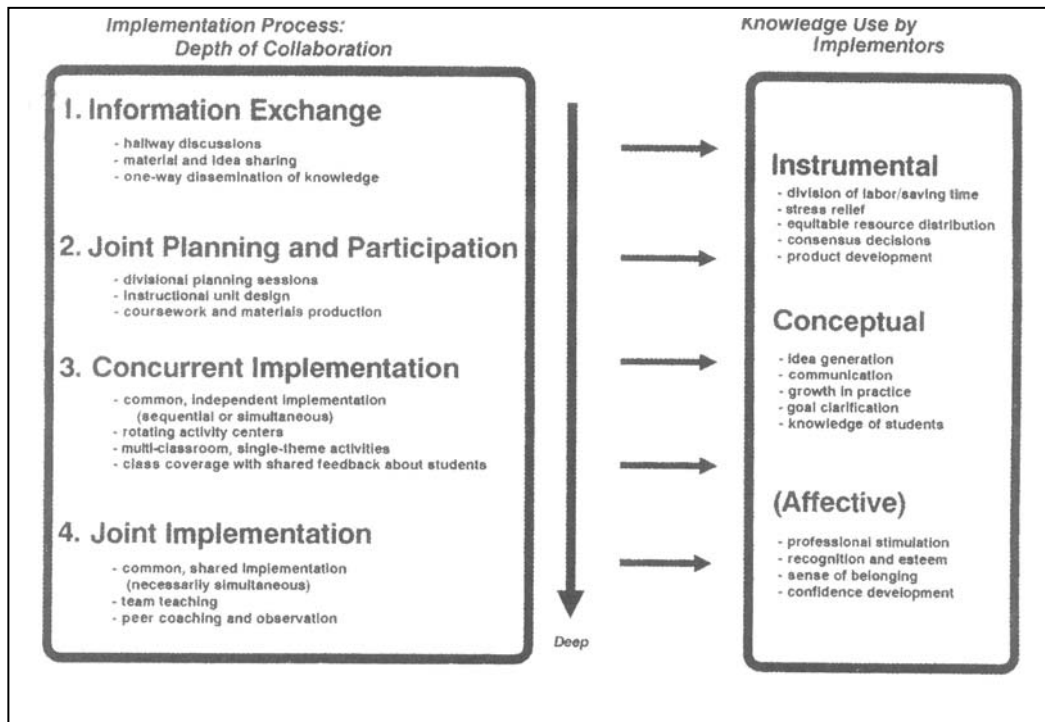 Implementation Process:
Depth of Collaboration
1. Information Exchange
- hallway discussions
- material and idea sharing
- one-way dissemination of knowledge
2. Joint Planning and Participation
- divisional planning sessions
- instructional unit design
- coursework and materials production
3. Concurrent Implementation
- common, independent implementation
(sequential or simultaneous)
- rotating activity centers
- multi-classroom, single-theme activities
- class coverage with shared feedback about students
4. Joint Implementation
- common, shared implementation
(necessarily simultaneous)
- team teaching
- peer coaching and observation
Deep
Knowledge Use by
Implementors
Instrumental
- division of labor/saving time
- stress relief
- equitable resource distribution
- consensus decisions
- product development
Conceptual
- idea generation
- communication
- growth in practice
- goal clarification
- knowledge of students
(Affective)
- professional stimulation
- recognition and esteem
- sense of belonging
- confidence development